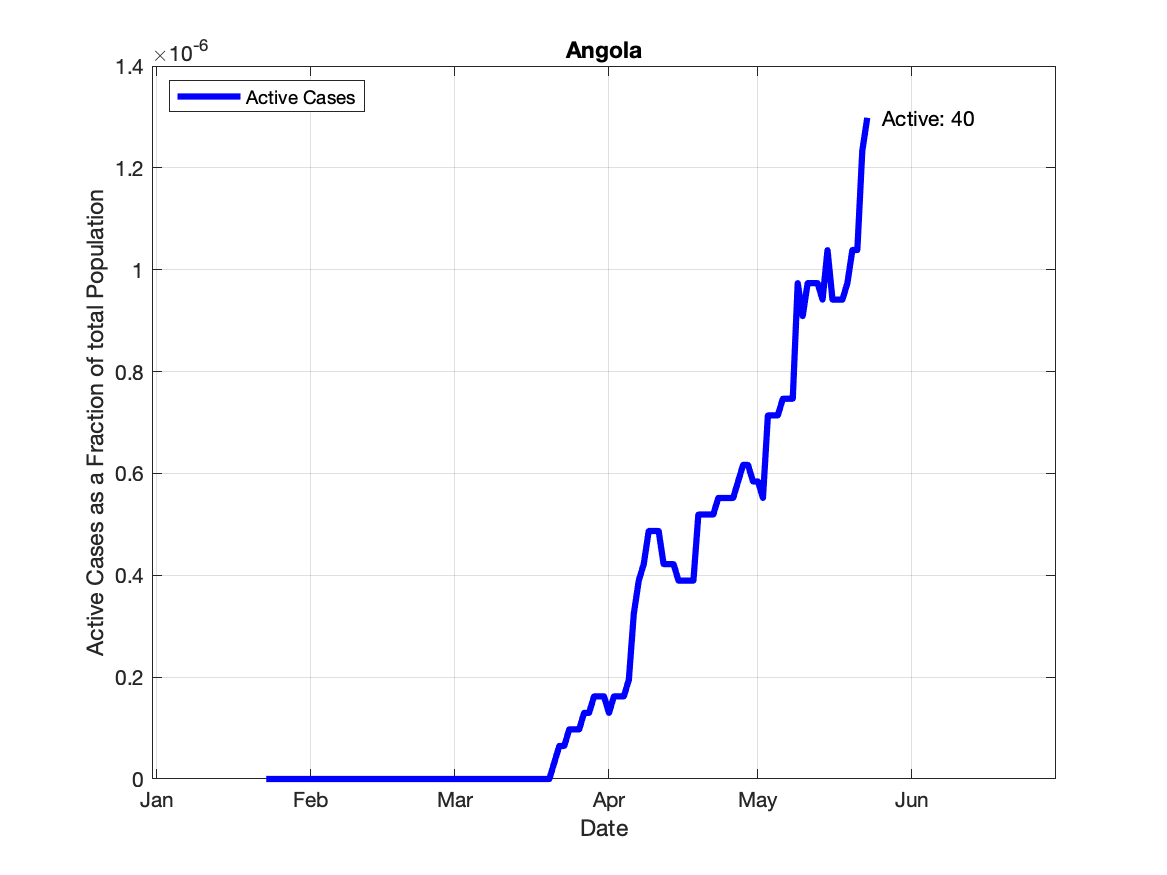 Angola
×10-6
1.4
1.2
1
0.8
0.6
0.4
0.2
0
Active Cases as a Fraction of total Population
Active Cases
Active: 40
Jan Feb Mar Apr May Jun
Date